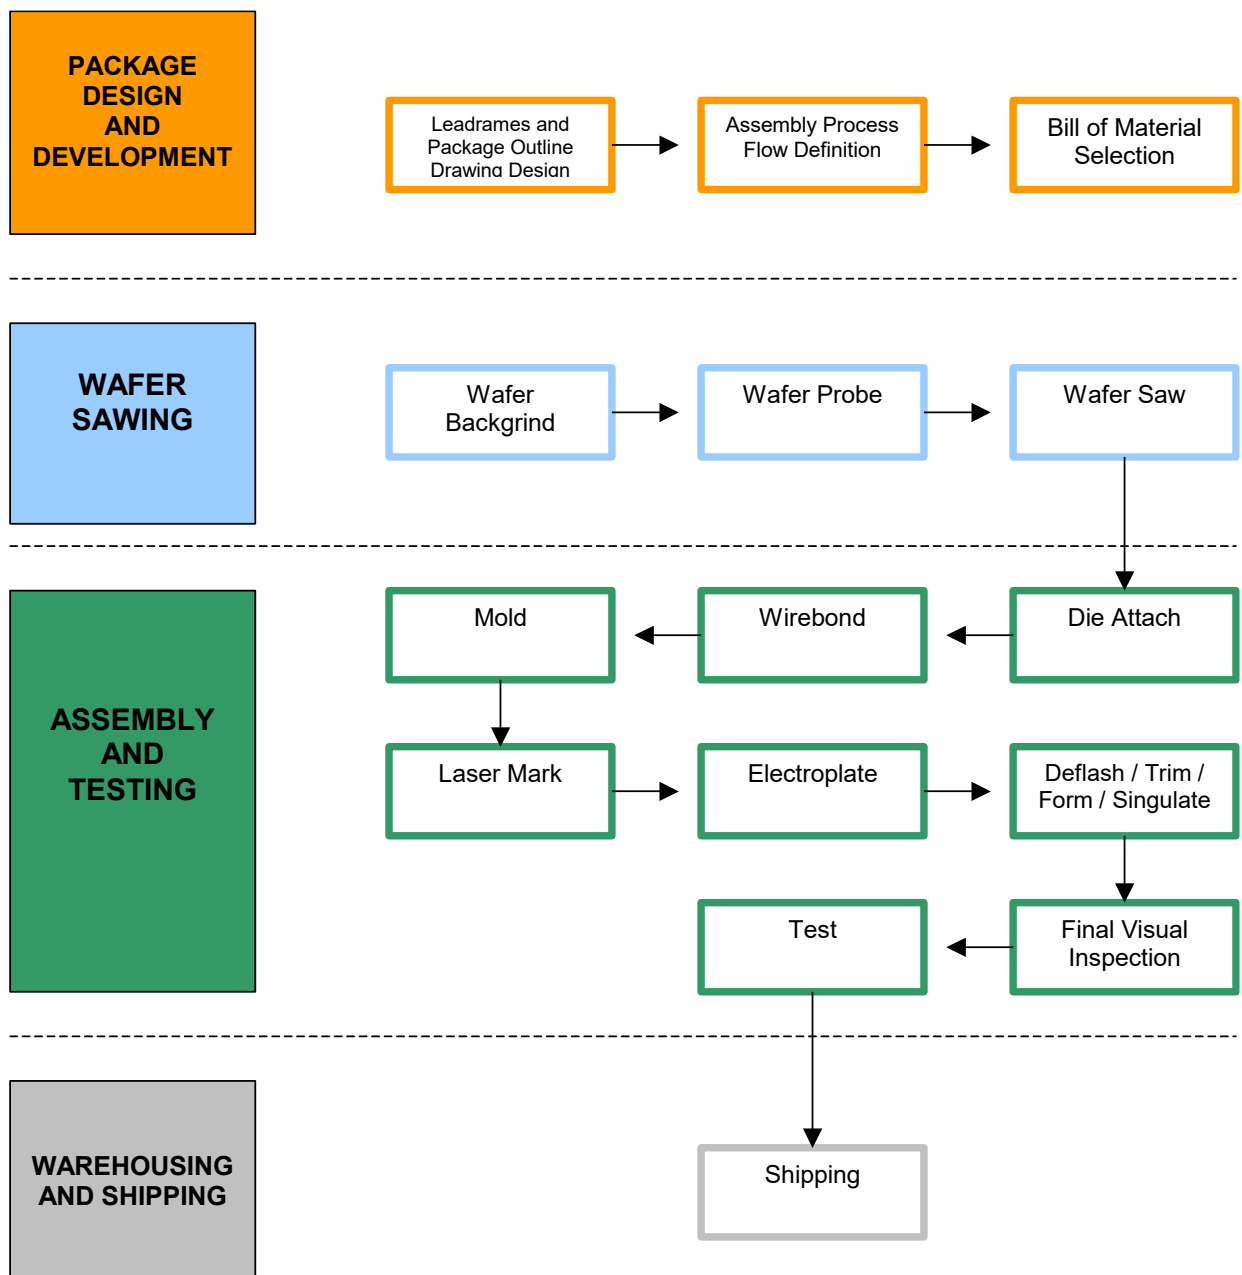 PACKAGE
DESIGN
AND
DEVELOPMENT
Leadrames and
Package Outline
Drawing Design
Assembly Process
Flow Definition
Bill of Material
Selection
WAFER
SAWING
Wafer
Backgrind
Wafer Probe
Wafer Saw
ASSEMBLY
AND
TESTING
Mold
Wirebond
Die Attach
Laser Mark
Electroplate
Deflash / Trim /
Form / Singulate
Test
Final Visual
Inspection
WAREHOUSING
AND SHIPPING
Shipping